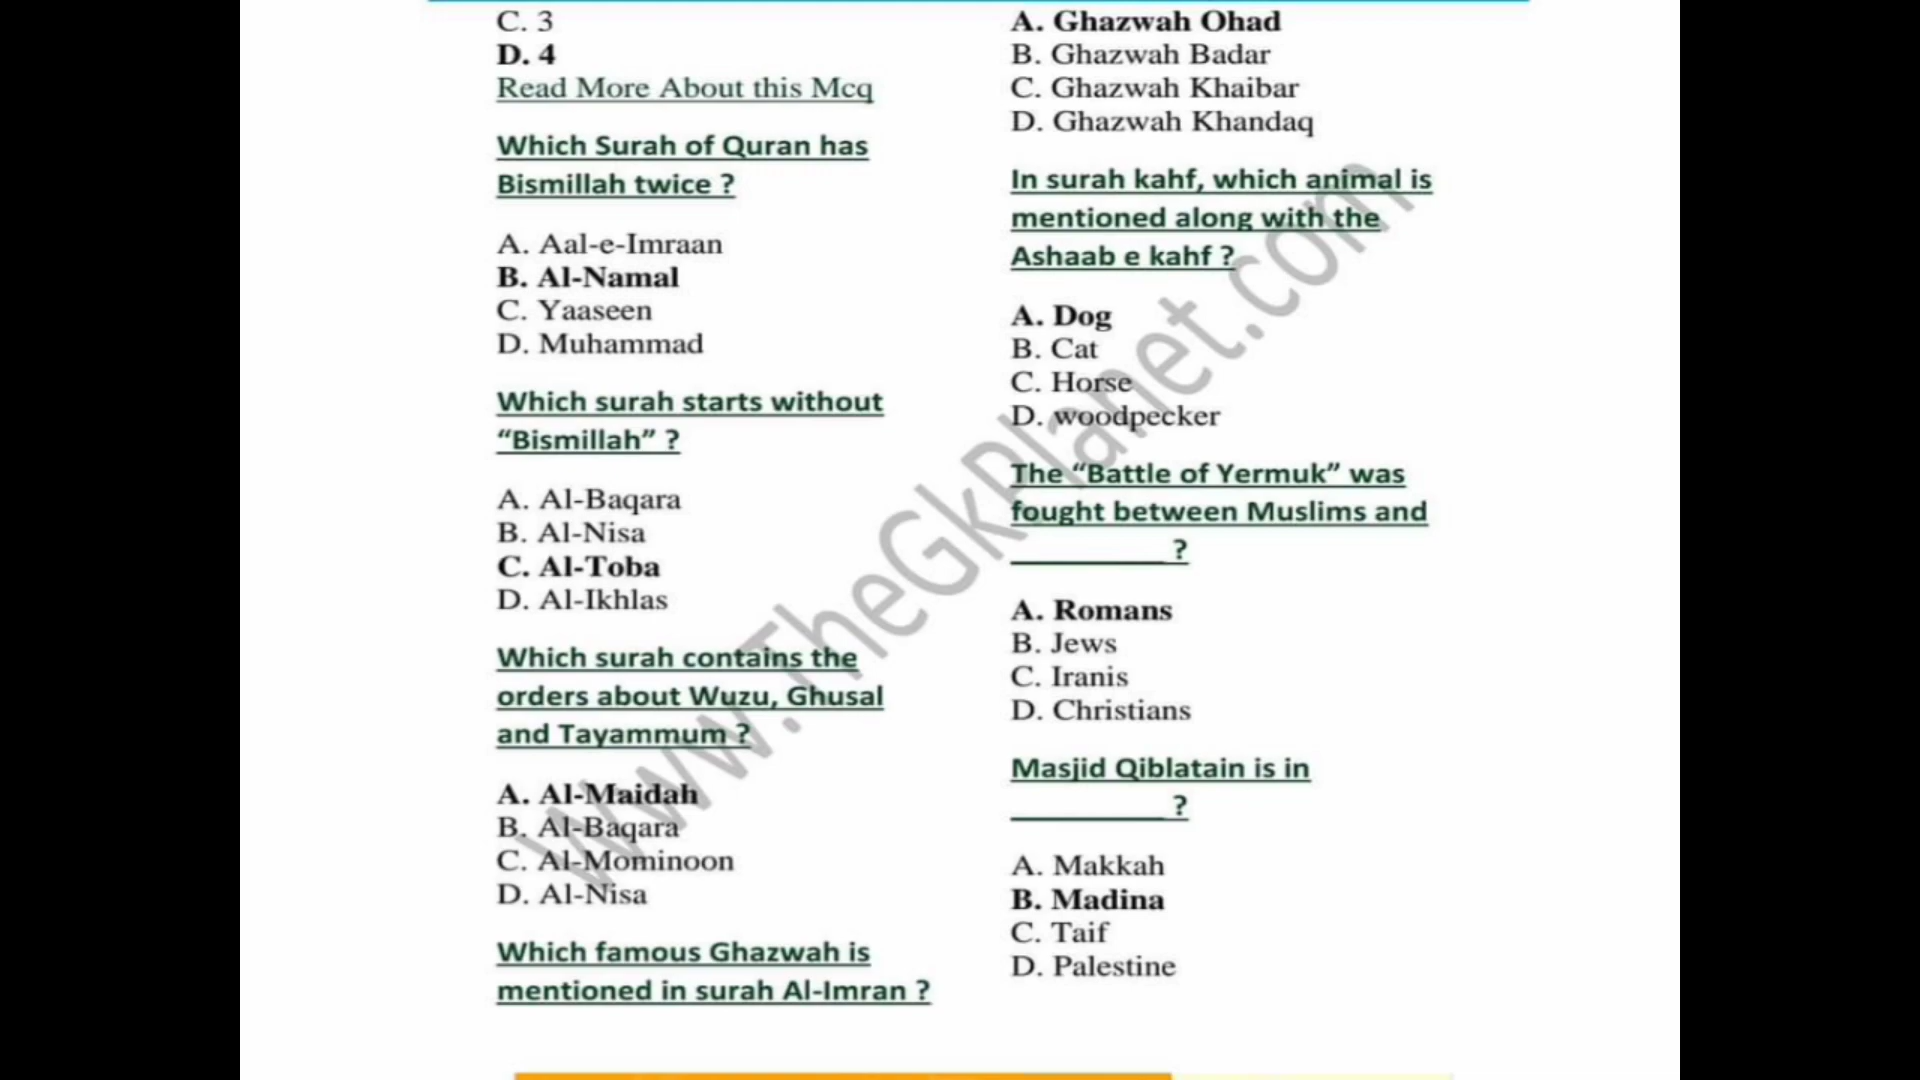 C. 3
D. 4
Read More About this Mcq
Which Surah of Quran has
Bismillah twice ?
A. Aal-e-Imraan
B. Al-Namal
C. Yaaseen
D. Muhammad
Which surah starts without
“Bismillah” ?
A. Al-Baqara
B. Al-Nisa
C. Al-Toba
D. Al-Ikhlas
Which surah contains the
orders about Wuzu, Ghusal
and Tayammum ?
A. Al-Maidah
B. Al-Baqara
C. Al-Mominoon
D. Al-Nisa
Which famous Ghazwah is
mentioned in surah Al-Imran ?
A. Ghazwah Ohad
B. Ghazwah Badar
C. Ghazwah Khaibar
D. Ghazwah Khandaq
In surah kahf, which animal is
mentioned along with the
Ashaab e kahf ?
A. Dog
B. Cat
C. Horse
D. woodpecker
The “Battle of Yermuk” was
fought between Muslims and
__________ ?
A. Romans
B. Jews
C. Iranis
D. Christians
Masjid Qiblatain is in
__________ ?
A. Makkah
B. Madina
C. Taif
D. Palestine
Www.TheGkPlanet.com